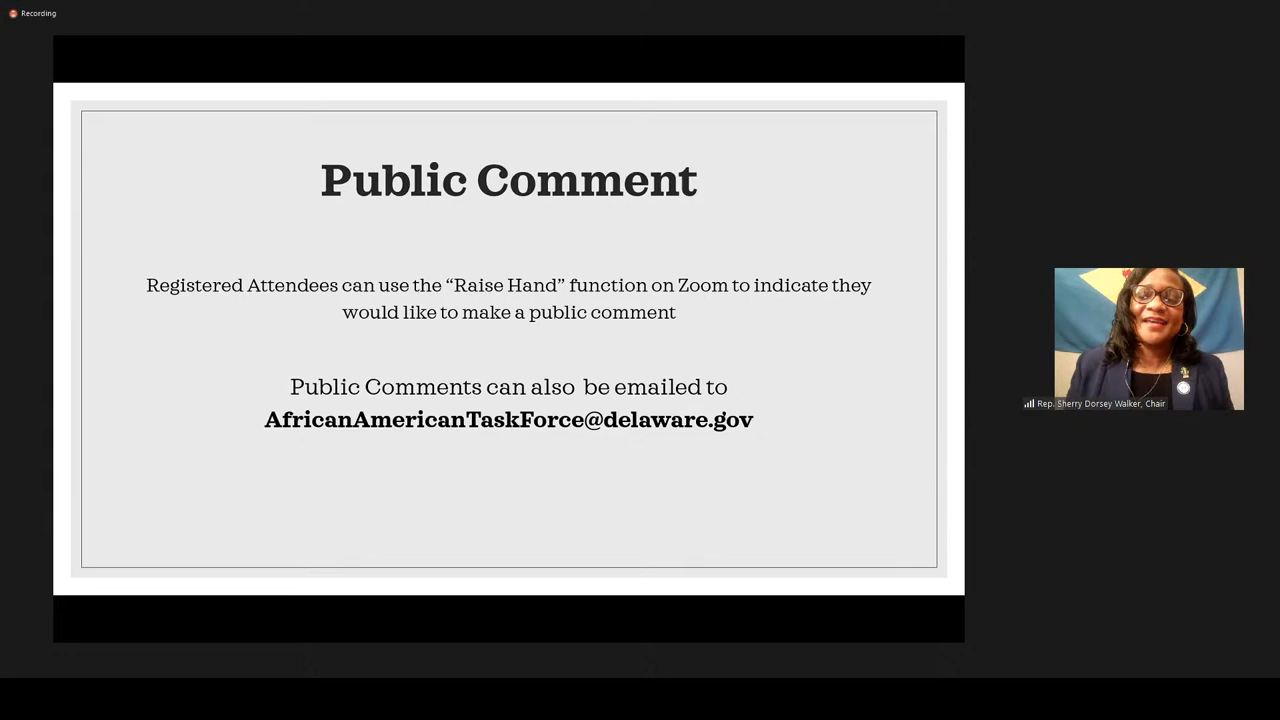 Recording
Public Comment
Registered Attendees can use the “Raise Hand” function on Zoom to indicate they
would like to make a public comment
Public Comments can also be emailed to
AfricanAmericanTaskForce@delaware.gov
Rep. Sherry Dorsey Walker, Chair